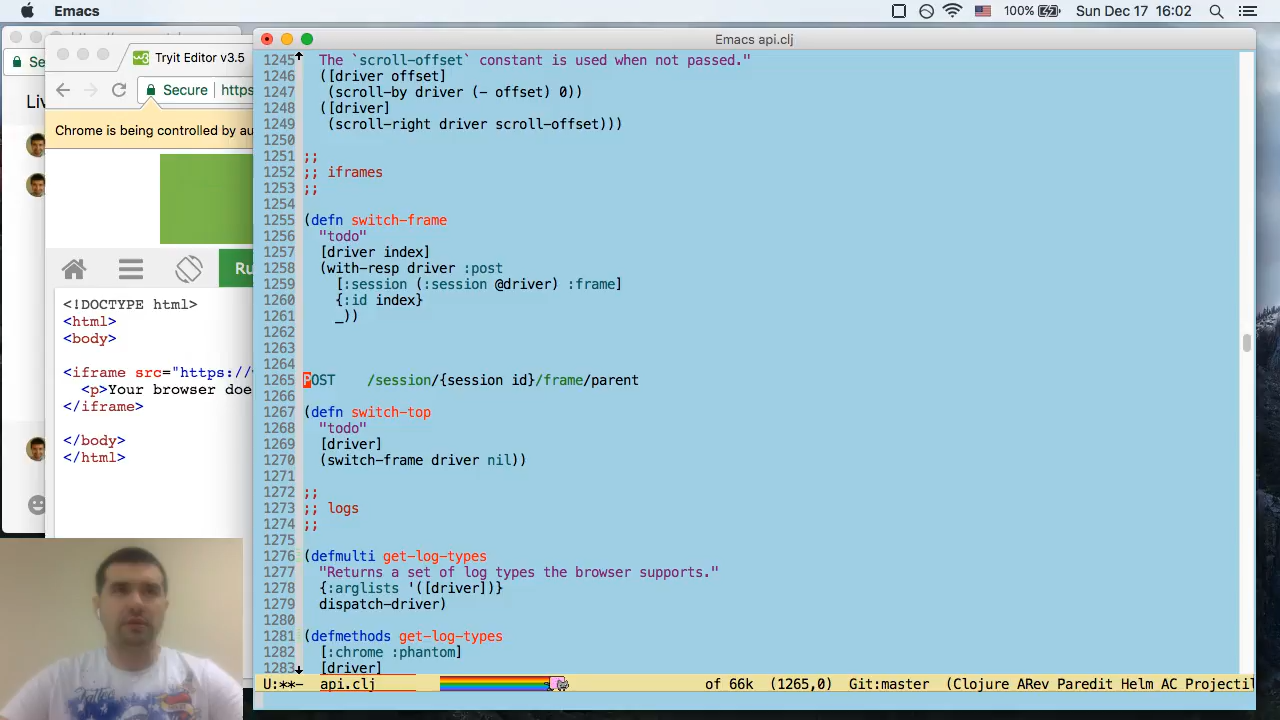 Emacs
100%
Sun Dec 17 16:02
Tryit Editor v3.5
Secure
https
Chrome is being controlled by au
<!DOCTYPE html>
<html>
<body>
<iframe src="https://
<p>Your browser doe
</iframe>
</body>
</html>
Emacs api.clj
1245 The `scroll-offset` constant is used when not passed."
1246 ([driver offset]
1247 (scroll-by driver (- offset) 0))
1248 ([driver]
1249 (scroll-right driver scroll-offset)))
1250
1251 ;;
1252 ;; iframes
1253 ;;
1254
1255 (defn switch-frame
1256 "todo"
1257 [driver index]
1258 (with-resp driver :post
1259 [:session (:session @driver) :frame]
1260 {:id index}
1261 _))
1262
1263
1264
1265 POST /session/{session id}/frame/parent
1266
1267 (defn switch-top
1268 "todo"
1269 [driver]
1270 (switch-frame driver nil))
1271
1272 ;;
1273 ;; logs
1274 ;;
1275
1276 (defmulti get-log-types
1277 "Returns a set of log types the browser supports."
1278 {:arglists '([driver])}
1279 dispatch-driver)
1280
1281 (defmethods get-log-types
1282 [:chrome :phantom]
1283 [driver]
U:**- api.clj of 66k (1265,0) Git:master (Clojure ARev Paredit Helm AC Projectil